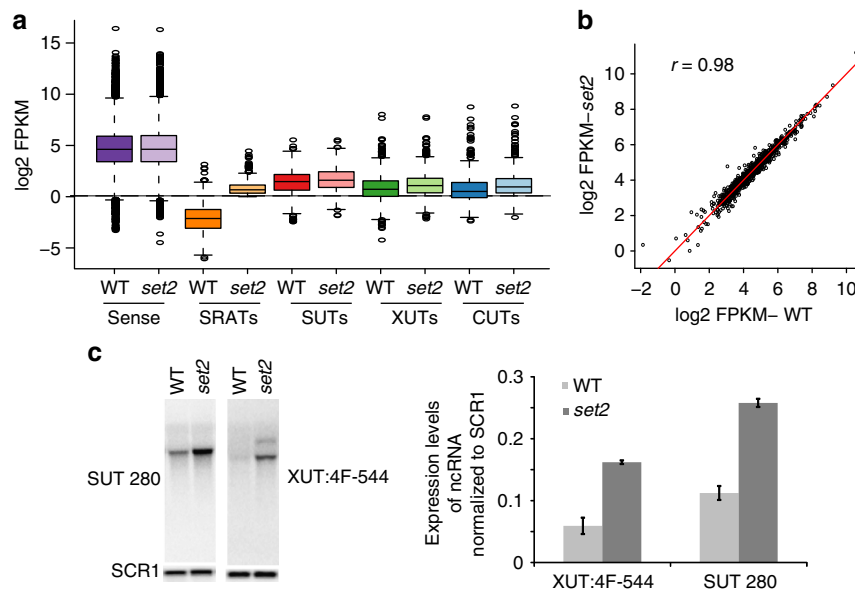 a
log2 FPKM
15
10
5
0
−5
WT set2 WT set2 WT set2 WT set2 WT set2
Sense SRATs SUTs XUTs CUTs
b
r = 0.98
log2 FPKM–set2
10
8
6
4
2
0
−2 0 2 4 6 8 10
log2 FPKM– WT
c
WT set2 WT set2
SUT 280
XUT:4F-544
SCR1
Expression levels
of ncRNA
normalized to SCR1
0.3
0.2
0.1
0
WT
set2
XUT:4F-544 SUT 280